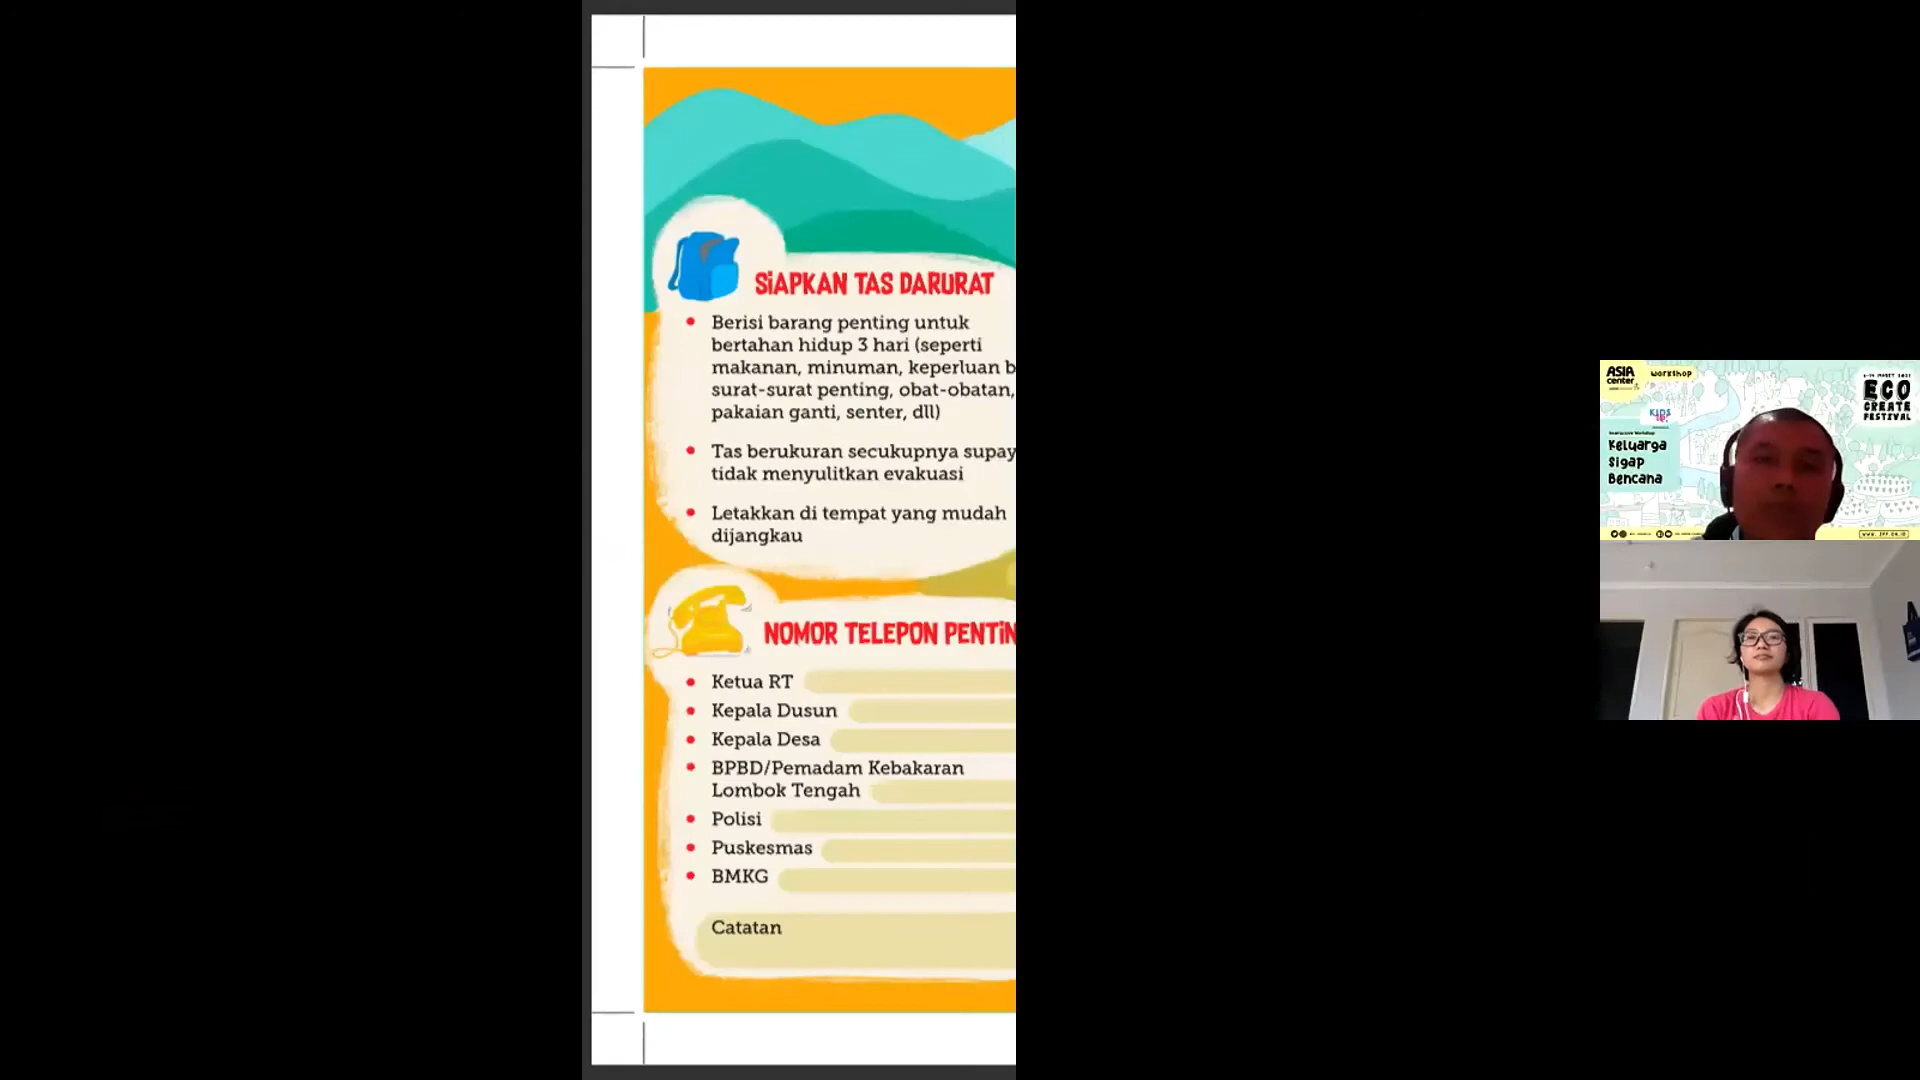 SiAPKAN TAS DARURAT
Berisi barang penting untuk
bertahan hidup 3 hari (seperti
makanan, minuman, keperluan b
surat-surat penting, obat-obatan,
pakaian ganti, senter, dll)
Tas berukuran secukupnya supay
tidak menyulitkan evakuasi
Letakkan di tempat yang mudah
dijangkau
NOMOR TELEPON PENTiN
Ketua RT
Kepala Dusun
Kepala Desa
BPBD/Pemadam Kebakaran
Lombok Tengah
Polisi
Puskesmas
BMKG
Catatan
ASIA
center
workshop
ECO
CREATE
FESTIVAL
KIDS
Keluarga
Sigap
Bencana